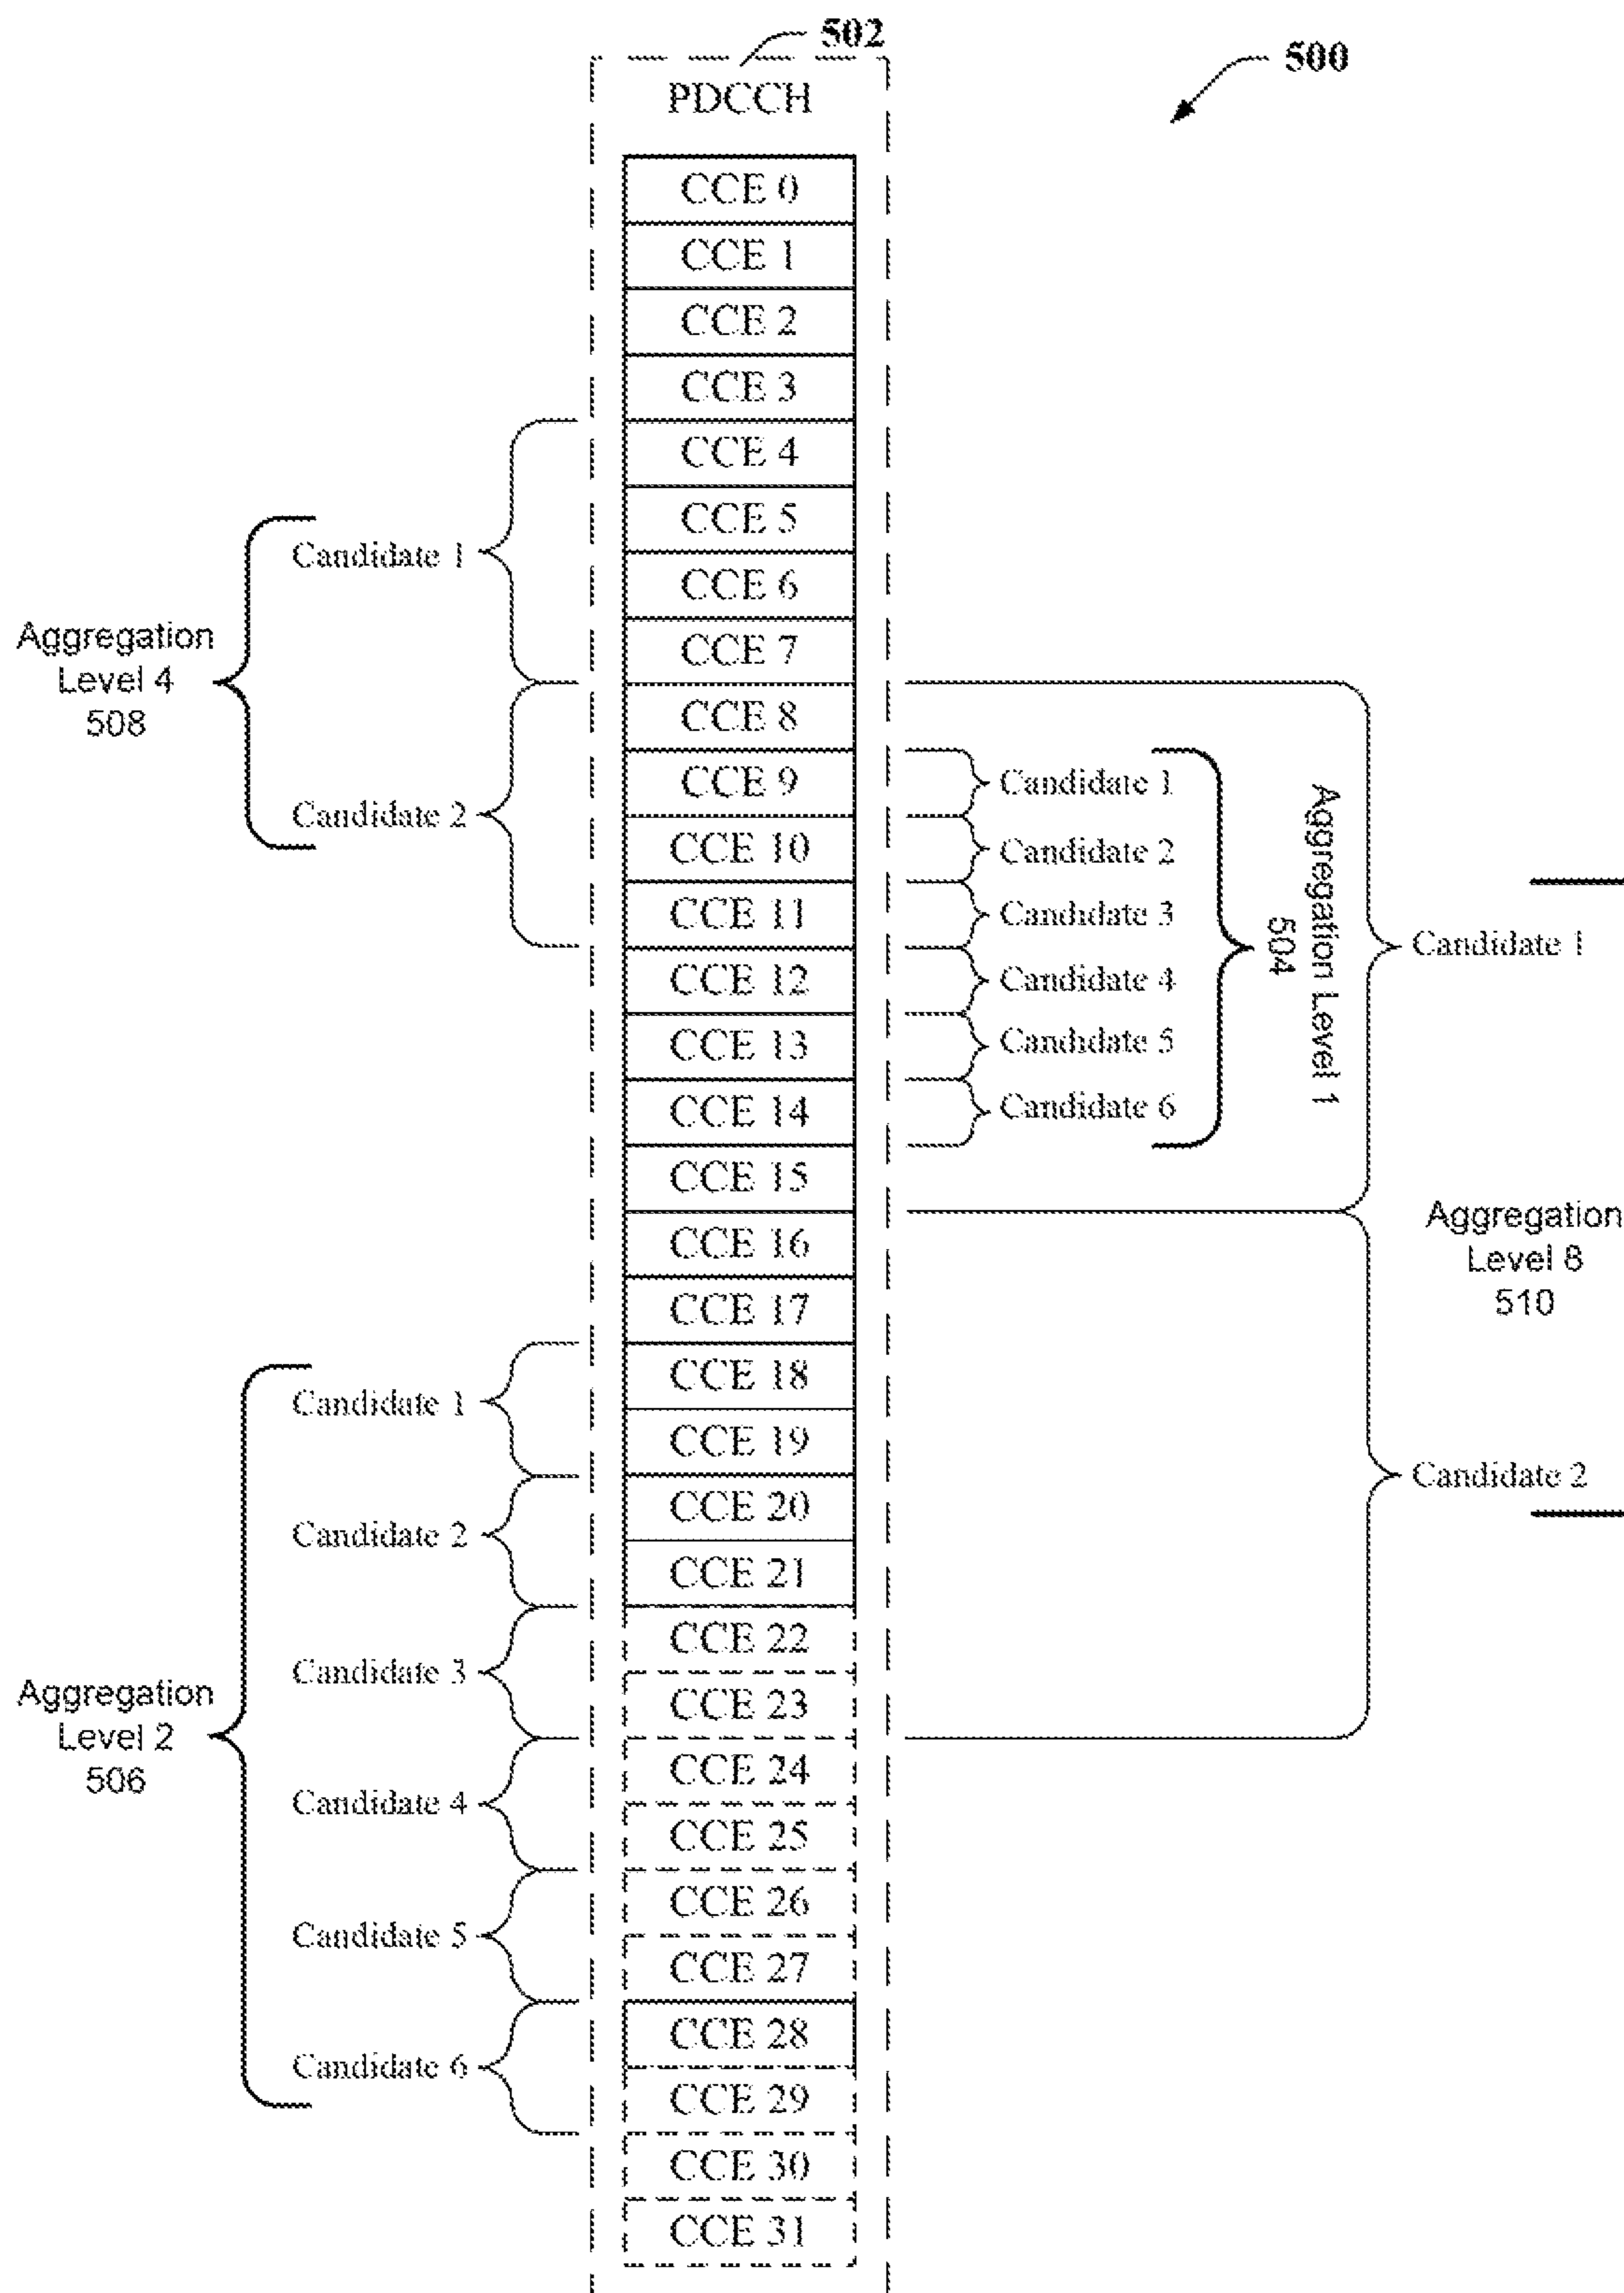 502
500
PDCCH
CCE 0
CCE 1
CCE 2
CCE 3
CCE 4
CCE 5
CCE 6
CCE 7
CCE 8
CCE 9
CCE 10
CCE 11
CCE 12
CCE 13
CCE 14
CCE 15
CCE 16
CCE 17
CCE 18
CCE 19
CCE 20
CCE 21
CCE 22
CCE 23
CCE 24
CCE 25
CCE 26
CCE 27
CCE 28
CCE 29
CCE 30
CCE 31
Aggregation
Level 4
508
Candidate 1
Candidate 2
Aggregation
Level 2
506
Candidate 1
Candidate 2
Candidate 3
Candidate 4
Candidate 5
Candidate 6
Candidate 1
Candidate 2
Candidate 3
Candidate 4
Candidate 5
Candidate 6
Aggregation Level 1
504
Candidate 1
Candidate 2
Aggregation
Level 8
510